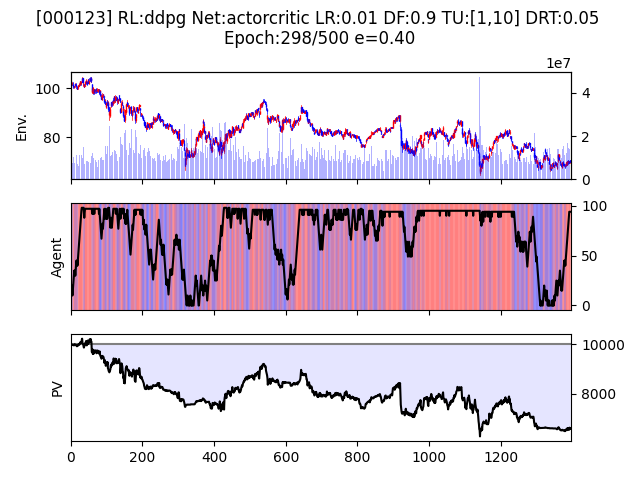 [000123] RL:ddpg Net:actorcritic LR:0.01 DF:0.9 TU:[1,10] DRT:0.05
Epoch:298/500 e=0.40
1e7
Env.
100
80
4
2
0
Agent
100
50
0
PV
10000
8000
0 200 400 600 800 1000 1200